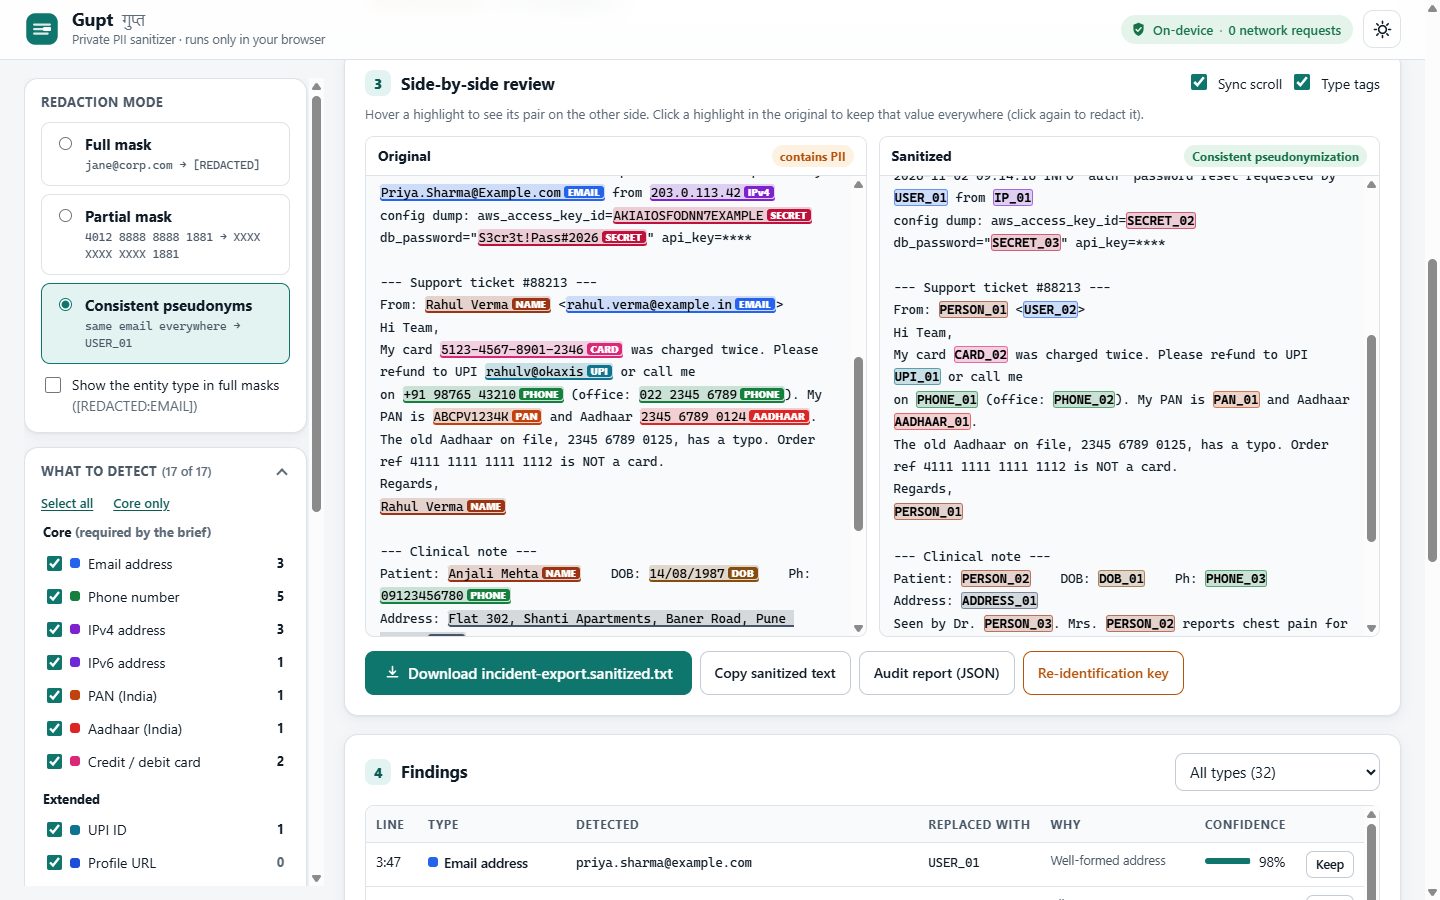 Gupt गुप्त
Private PII sanitizer · runs only in your browser
On-device · 0 network requests
REDACTION MODE
Full mask
jane@corp.com → [REDACTED]
Partial mask
4012 8888 8888 1881 → XXXX
XXXX XXXX 1881
Consistent pseudonyms
same email everywhere →
USER_01
Show the entity type in full masks
([REDACTED:EMAIL])
WHAT TO DETECT (17 of 17)
Select all Core only
Core (required by the brief)
Email address 3
Phone number 5
IPv4 address 3
IPv6 address 1
PAN (India) 1
Aadhaar (India) 1
Credit / debit card 2
Extended
UPI ID 1
Profile URL 0
3 Side-by-side review
Sync scroll Type tags
Hover a highlight to see its pair on the other side. Click a highlight in the original to keep that value everywhere (click again to redact it).
Original contains PII
Priya.Sharma@Example.com EMAIL from 203.0.113.42 IPv4
config dump: aws_access_key_id=AKIAIOSFODNN7EXAMPLE SECRET
db_password="S3cr3t!Pass#2026 SECRET" api_key=****
--- Support ticket #88213 ---
From: Rahul Verma NAME <rahul.verma@example.in EMAIL>
Hi Team,
My card 5123-4567-8901-2346 CARD was charged twice. Please
refund to UPI rahulv@okaxis UPI or call me
on +91 98765 43210 PHONE (office: 022 2345 6789 PHONE). My
PAN is ABCPV1234K PAN and Aadhaar 2345 6789 0124 AADHAAR.
The old Aadhaar on file, 2345 6789 0125, has a typo. Order
ref 4111 1111 1111 1112 is NOT a card.
Regards,
Rahul Verma NAME
--- Clinical note ---
Patient: Anjali Mehta NAME DOB: 14/08/1987 DOB Ph:
09123456780 PHONE
Address: Flat 302, Shanti Apartments, Baner Road, Pune
Sanitized Consistent pseudonymization
2026-11-02 09:14:16 INFO auth password reset requested by
USER_01 from IP_01
config dump: aws_access_key_id=SECRET_02
db_password="SECRET_03" api_key=****
--- Support ticket #88213 ---
From: PERSON_01 <USER_02>
Hi Team,
My card CARD_02 was charged twice. Please refund to UPI
UPI_01 or call me
on PHONE_01 (office: PHONE_02). My PAN is PAN_01 and Aadhaar
AADHAAR_01.
The old Aadhaar on file, 2345 6789 0125, has a typo. Order
ref 4111 1111 1111 1112 is NOT a card.
Regards,
PERSON_01
--- Clinical note ---
Patient: PERSON_02 DOB: DOB_01 Ph: PHONE_03
Address: ADDRESS_01
Seen by Dr. PERSON_03. Mrs. PERSON_02 reports chest pain for
Download incident-export.sanitized.txt
Copy sanitized text
Audit report (JSON)
Re-identification key
4 Findings
All types (32)
LINE TYPE DETECTED REPLACED WITH WHY CONFIDENCE
3:47 Email address priya.sharma@example.com USER_01 Well-formed address 98% Keep